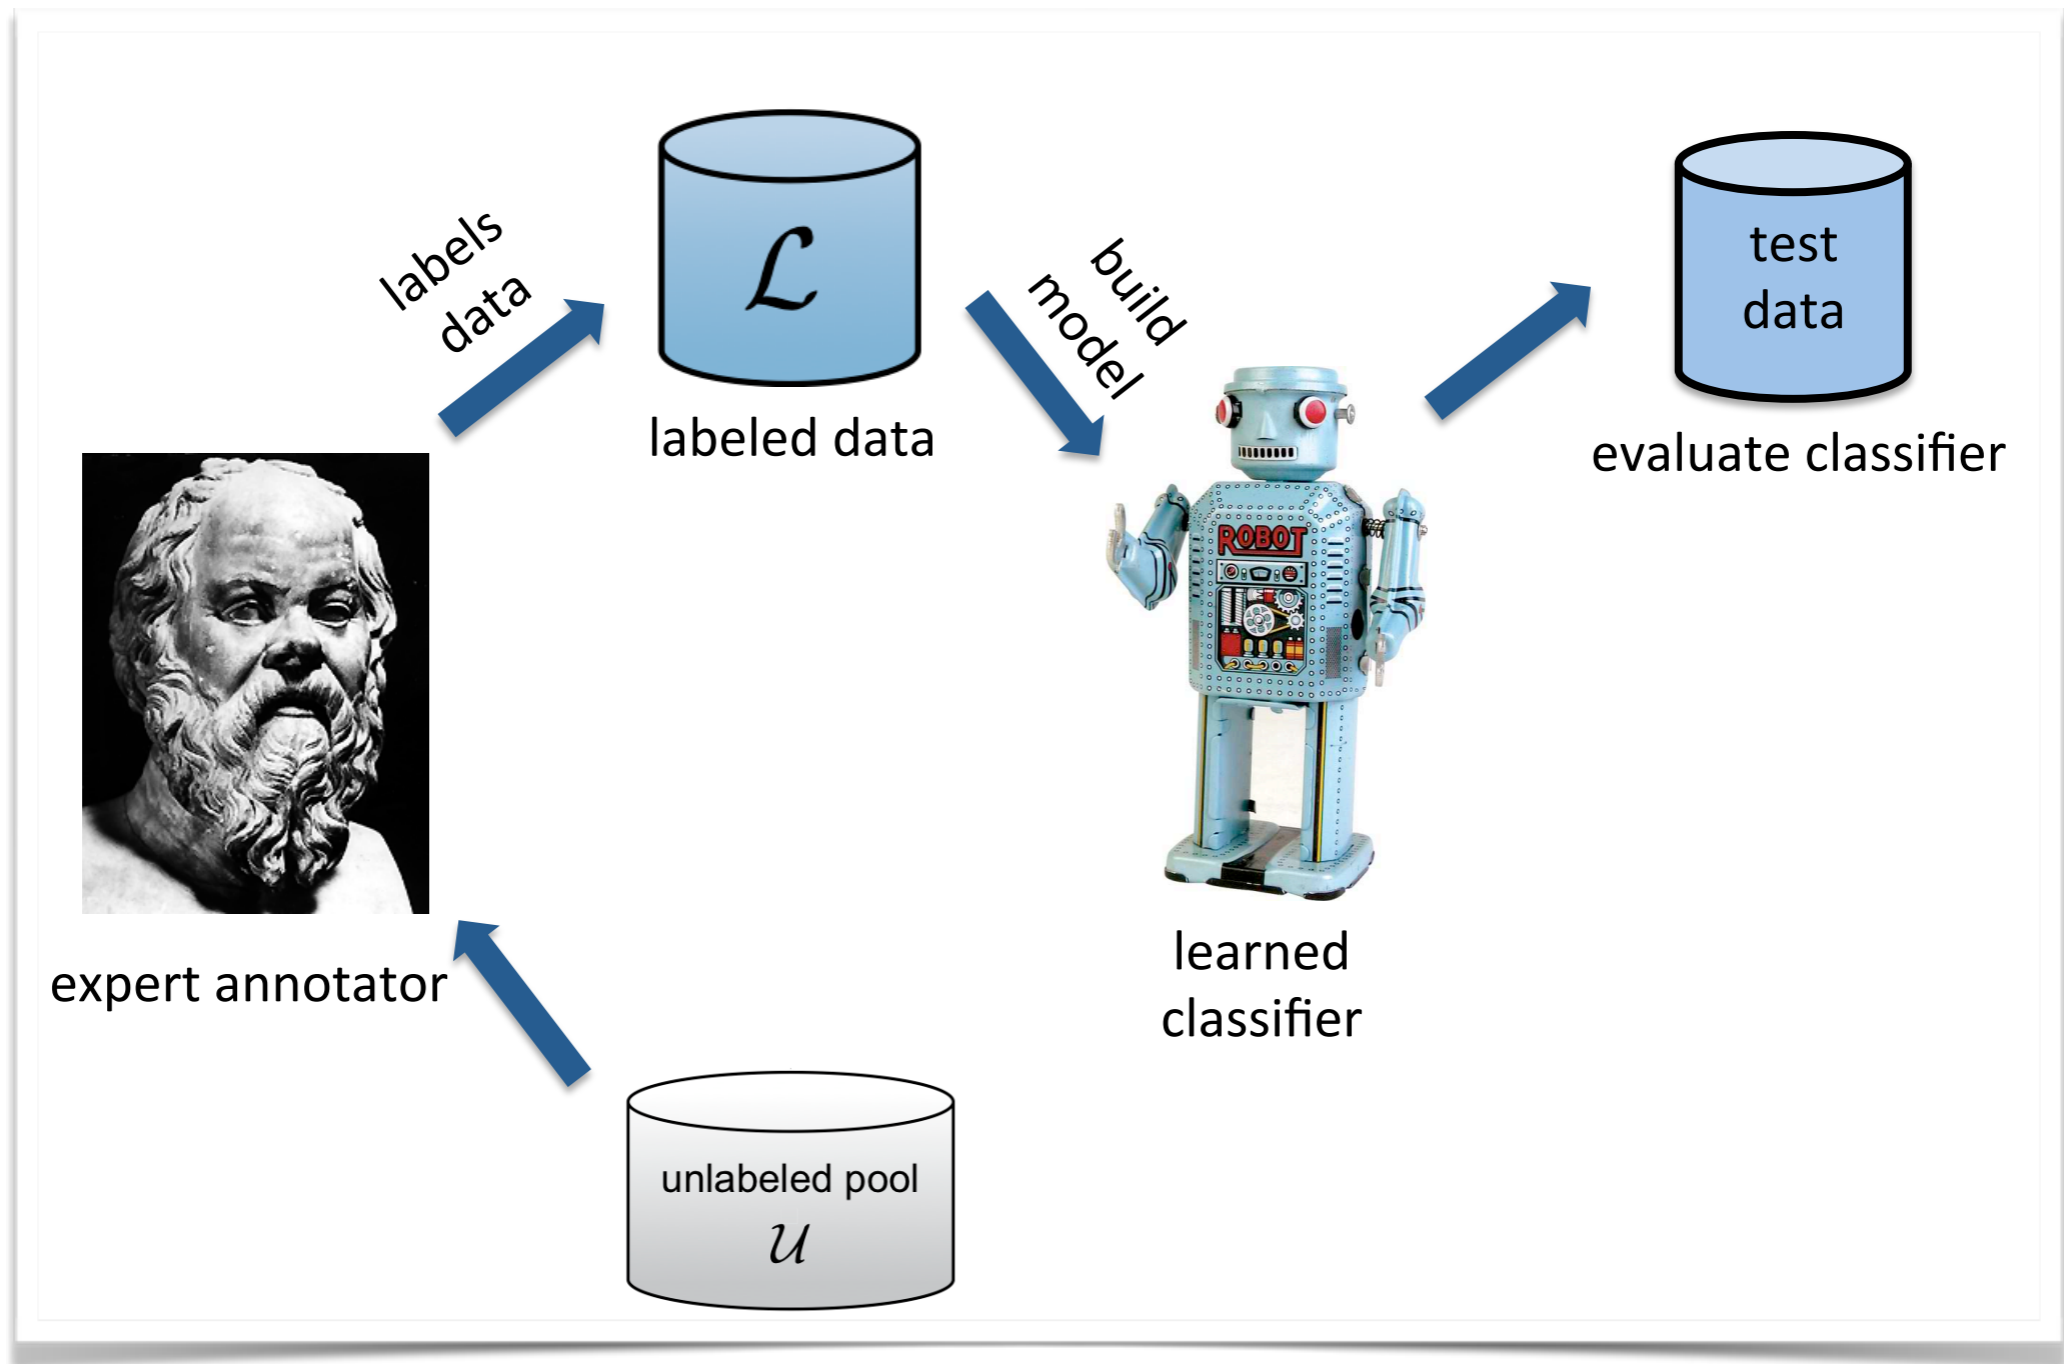 labels
data
ℒ
labeled data
build
model
test
data
evaluate classifier
ROBOT
expert annotator
learned
classifier
unlabeled pool
𝒰